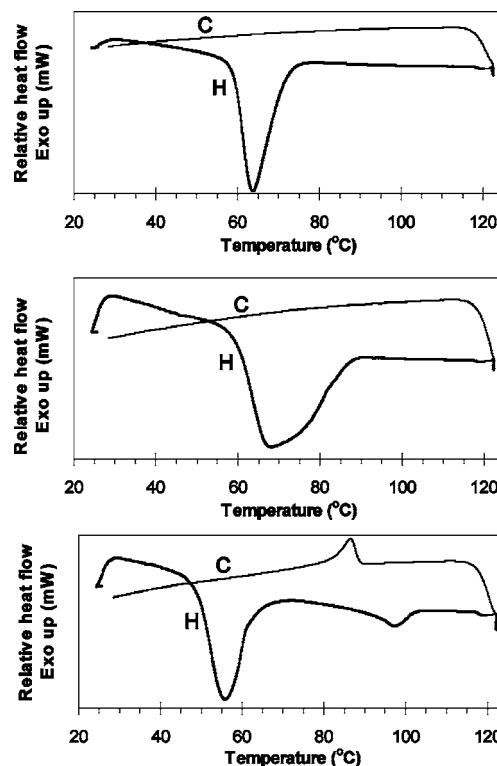 Relative heat flow
Exo up (mW)
C
H
20 40 60 80 100 120
Temperature (°C)
Relative heat flow
Exo up (mW)
C
H
20 40 60 80 100 120
Temperature (°C)
Relative heat flow
Exo up (mW)
C
H
20 40 60 80 100 120
Temperature (°C)